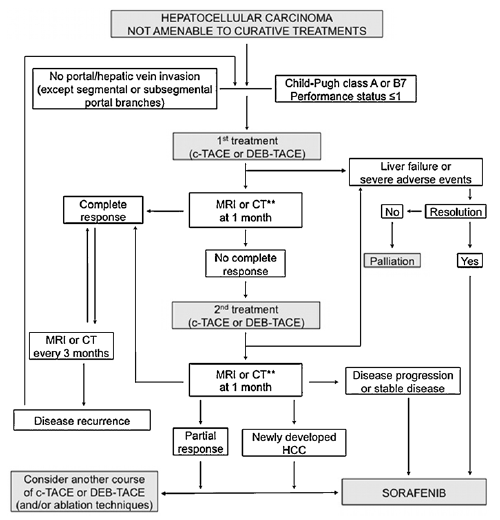 HEPATOCELLULAR CARCINOMA
NOT AMENABLE TO CURATIVE TREATMENTS
No portal/hepatic vein invasion
(except segmental or subsegmental
portal branches)
Child-Pugh class A or B7
Performance status ≤1
1st treatment
(c-TACE or DEB-TACE)
Liver failure or
severe adverse events
Complete
response
MRI or CT**
at 1 month
No
Resolution
No complete
response
Palliation
Yes
2nd treatment
(c-TACE or DEB-TACE)
MRI or CT
every 3 months
MRI or CT**
at 1 month
Disease progression
or stable disease
Disease recurrence
Partial
response
Newly developed
HCC
Consider another course
of c-TACE or DEB-TACE
(and/or ablation techniques)
SORAFENIB